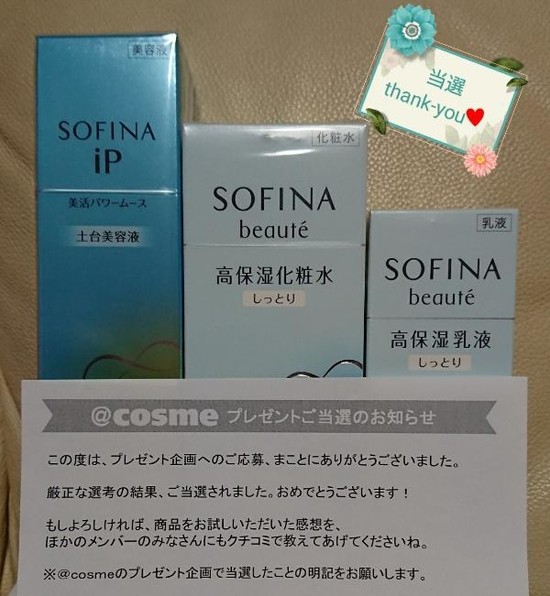 美容液
SOFINA
iP
美活パワームース
土台美容液
化粧水
SOFINA
beauté
高保湿化粧水
しっとり
乳液
SOFINA
beauté
高保湿乳液
しっとり
当選
thank-you♥
@cosme プレゼントご当選のお知らせ
この度は、プレゼント企画へのご応募、まことにありがとうございました。
厳正な選考の結果、ご当選されました。おめでとうございます！
もしよろしければ、商品をお試しいただいた感想を、
ほかのメンバーのみなさんにもクチコミで教えてあげてくださいね。
※@cosmeのプレゼント企画で当選したことの明記をお願いします。